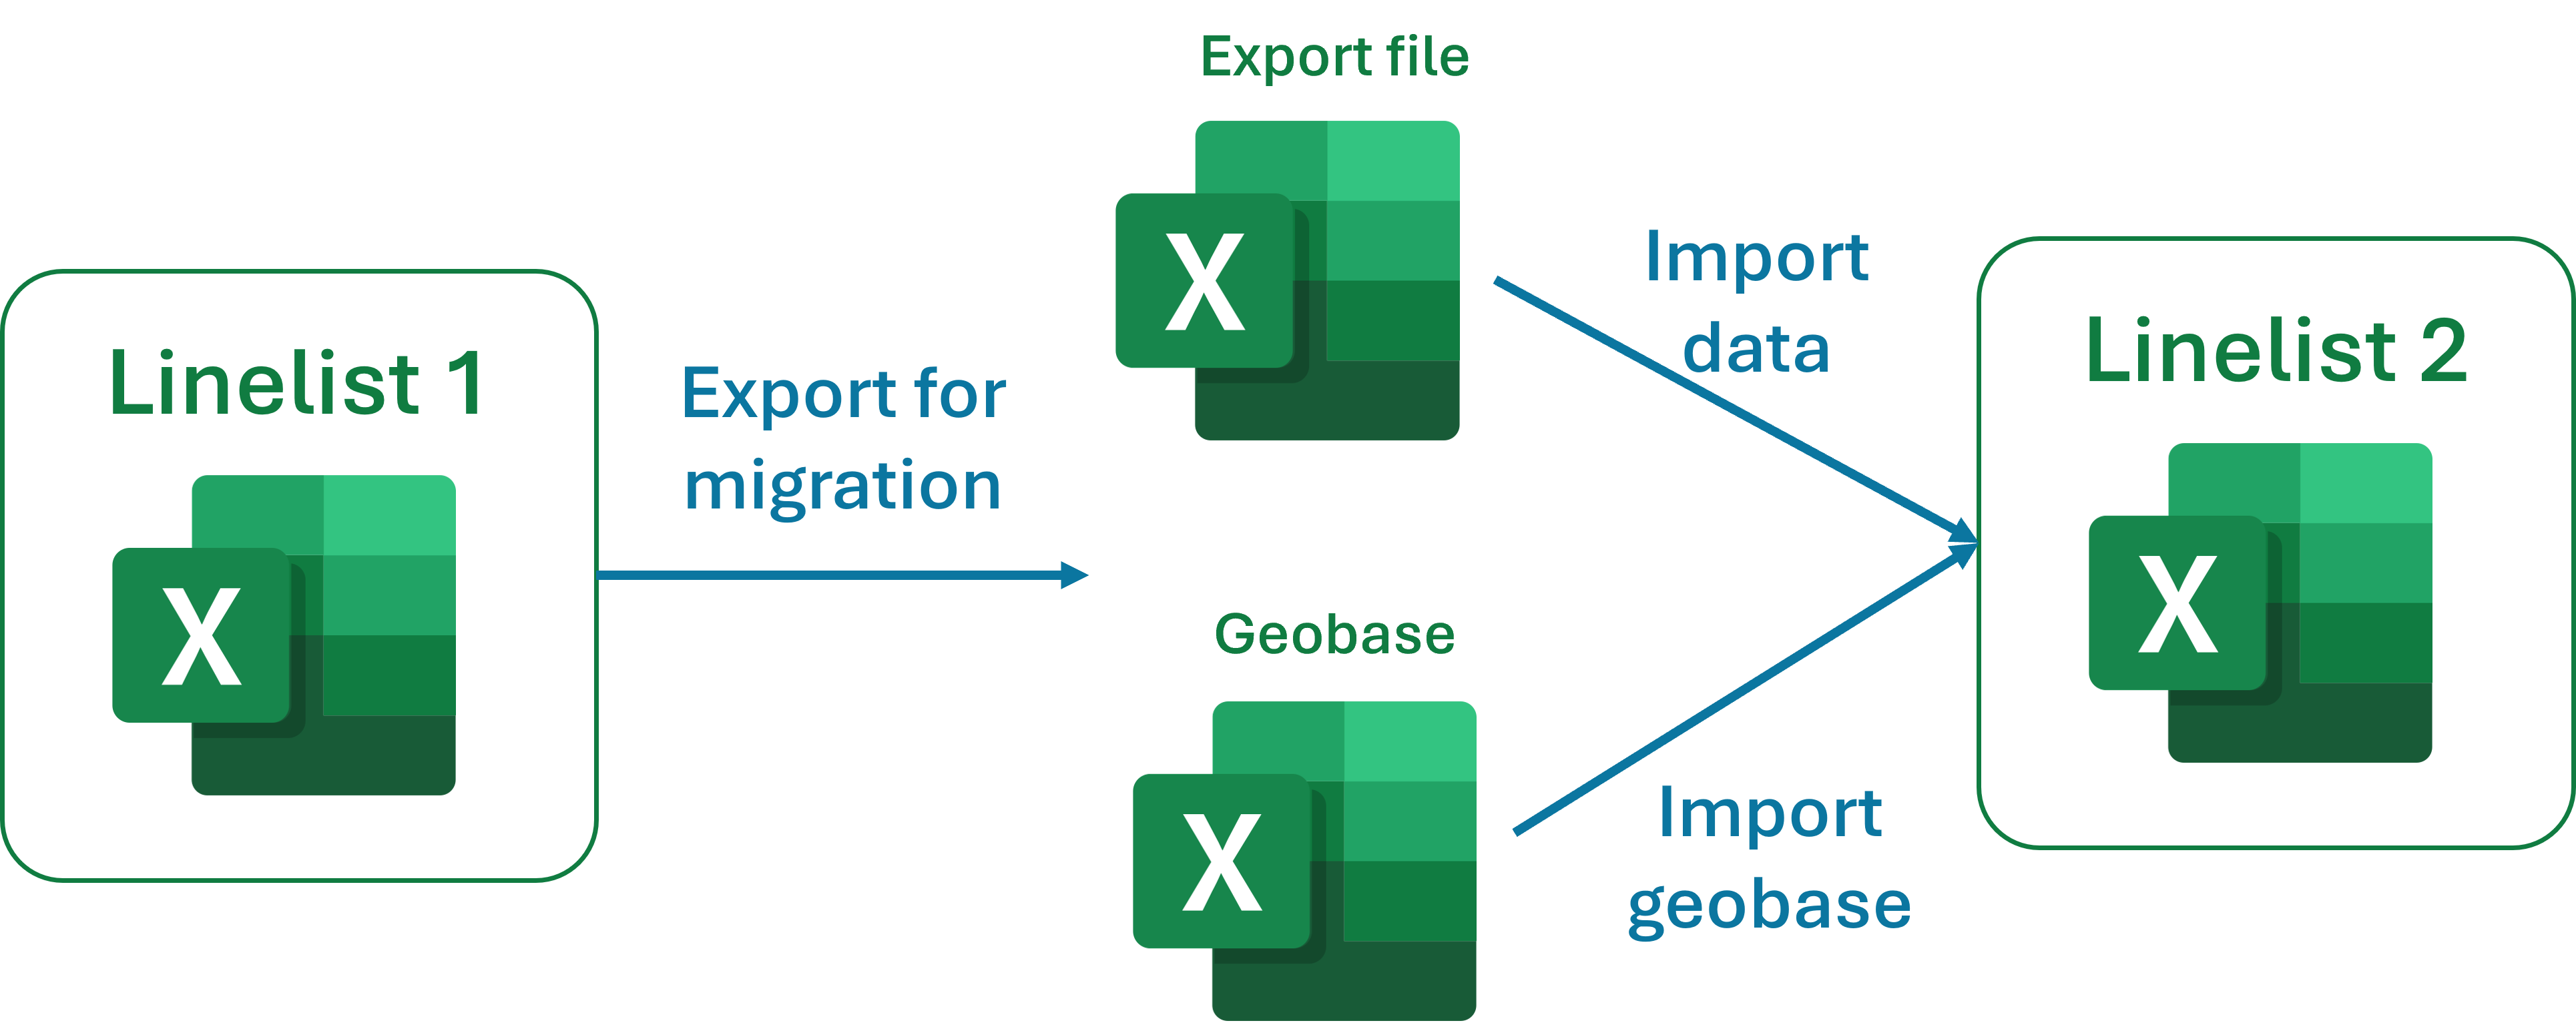 Export file
X
Import
data
Linelist 1
X
Export for
migration
Geobase
X
Import
geobase
Linelist 2
X